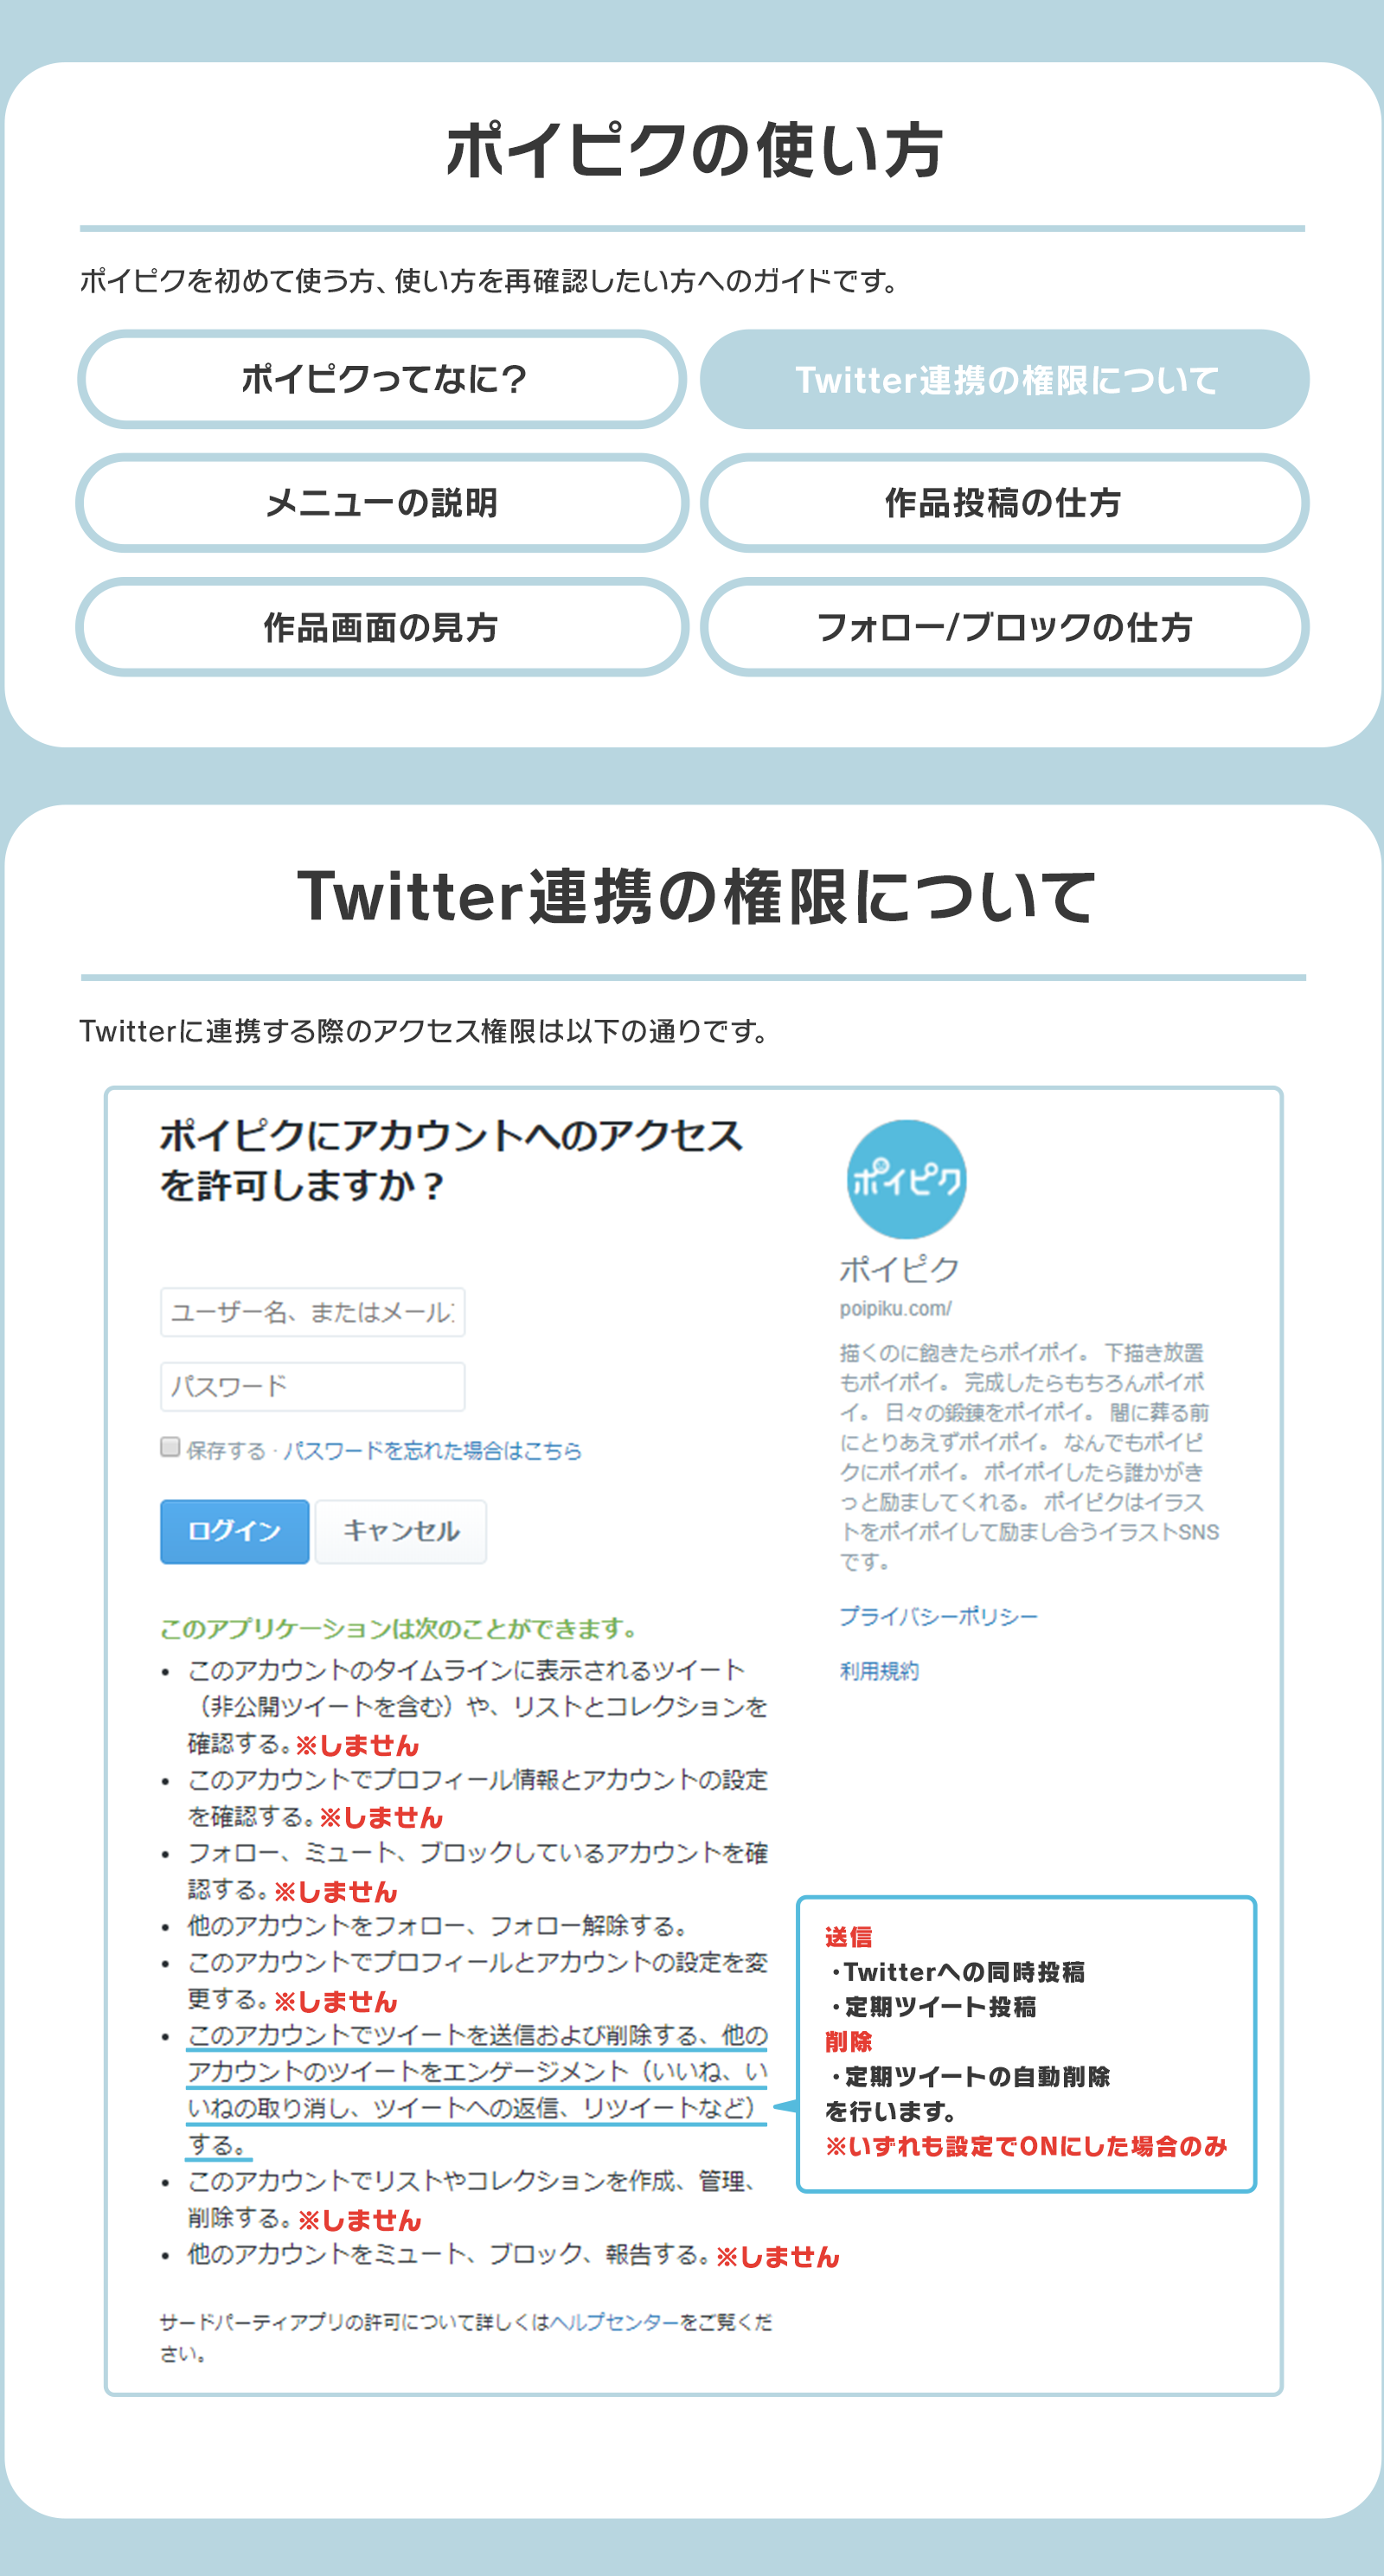 ポイピクの使い方
ポイピクを初めて使う方、使い方を再確認したい方へのガイドです。
ポイピクってなに？
Twitter連携の権限について
メニューの説明
作品投稿の仕方
作品画面の見方
フォロー/ブロックの仕方
Twitter連携の権限について
Twitterに連携する際のアクセス権限は以下の通りです。
ポイピクにアカウントへのアクセス
を許可しますか？
ユーザー名、またはメール
パスワード
保存する · パスワードを忘れた場合はこちら
ログイン
キャンセル
ポイピク
ポイピク
poipiku.com/
描くのに飽きたらポイポイ。 下描き放置
もポイポイ。 完成したらもちろんポイポ
イ。 日々の鍛錬をポイポイ。 闇に葬る前
にとりあえずポイポイ。 なんでもポイピ
クにポイポイ。 ポイポイしたら誰かがき
っと励ましてくれる。 ポイピクはイラス
トをポイポイして励まし合うイラストSNS
です。
プライバシーポリシー
利用規約
このアプリケーションは次のことができます。
• このアカウントのタイムラインに表示されるツイート
（非公開ツイートを含む）や、リストとコレクションを
確認する。※しません
• このアカウントでプロフィール情報とアカウントの設定
を確認する。※しません
• フォロー、ミュート、ブロックしているアカウントを確
認する。※しません
• 他のアカウントをフォロー、フォロー解除する。
• このアカウントでプロフィールとアカウントの設定を変
更する。※しません
• このアカウントでツイートを送信および削除する、他の
アカウントのツイートをエンゲージメント（いいね、い
いねの取り消し、ツイートへの返信、リツイートなど）
する。
• このアカウントでリストやコレクションを作成、管理、
削除する。※しません
• 他のアカウントをミュート、ブロック、報告する。※しません
送信
・Twitterへの同時投稿
・定期ツイート投稿
削除
・定期ツイートの自動削除
を行います。
※いずれも設定でONにした場合のみ
サードパーティアプリの許可について詳しくはヘルプセンターをご覧くだ
さい。